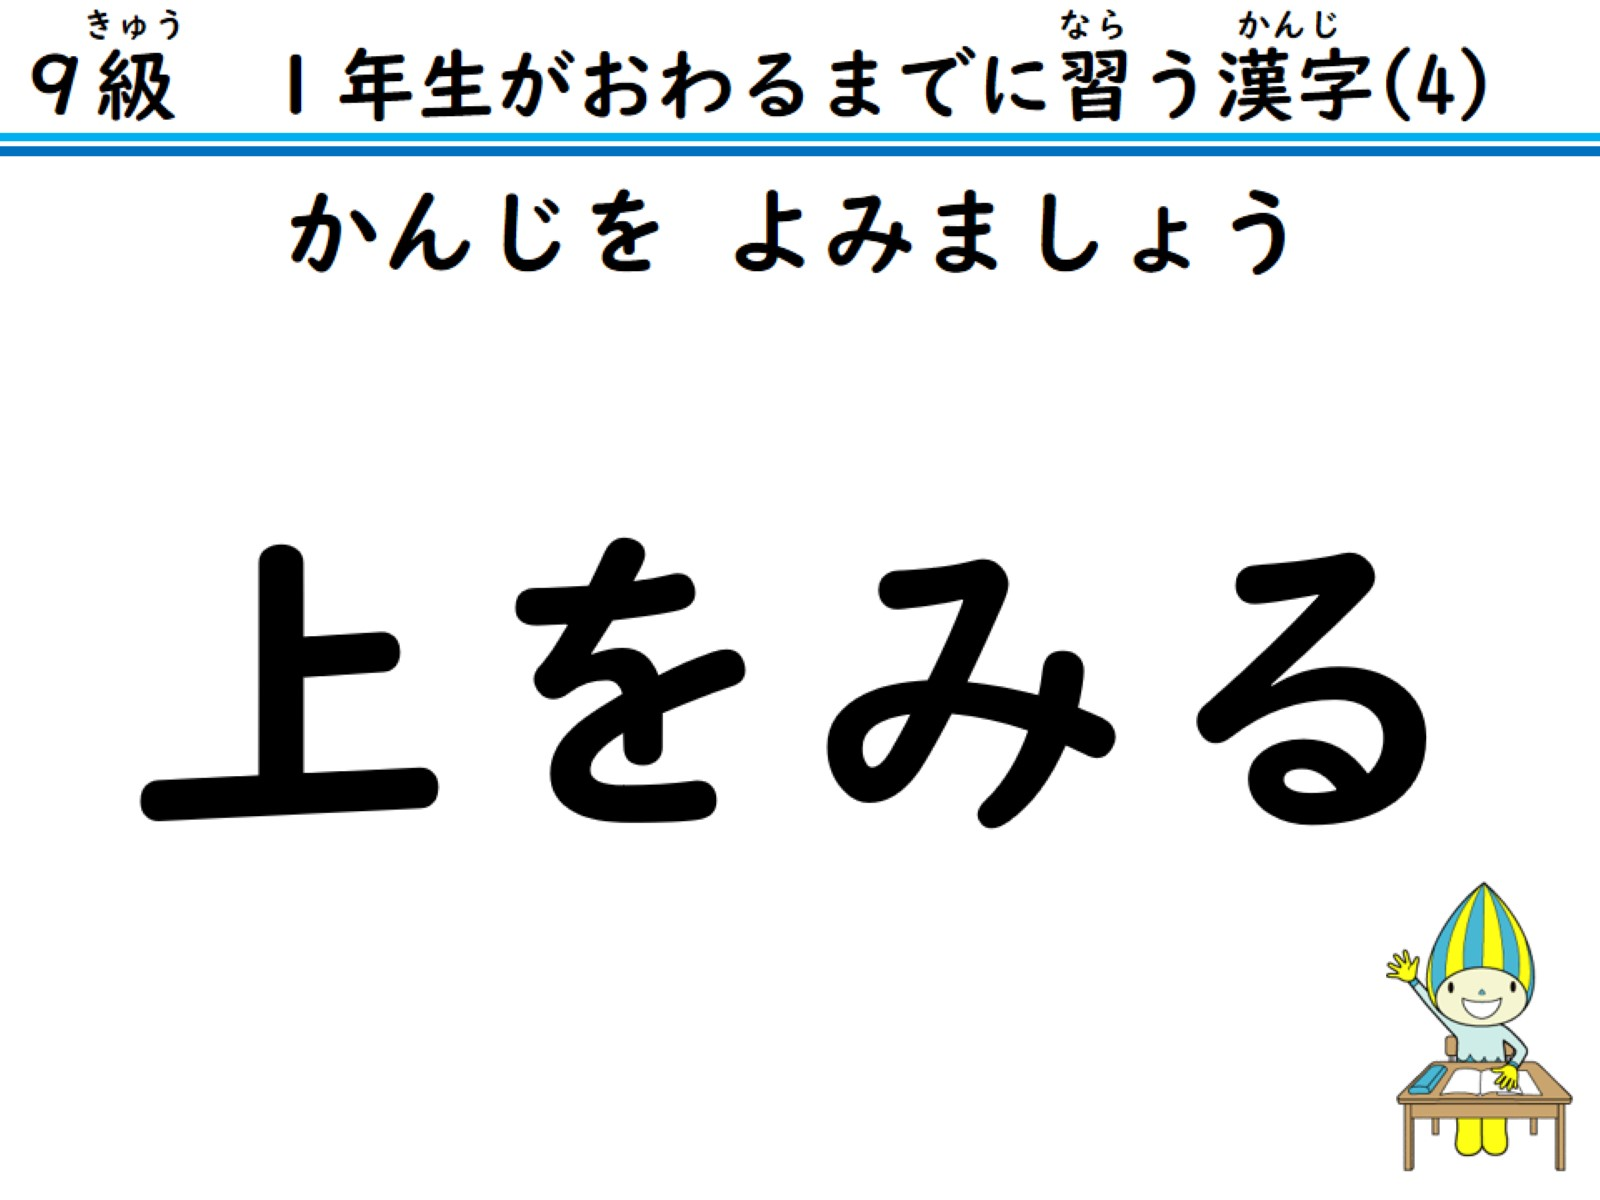 きゅう なら かんじ
９級　１年生がおわるまでに習う漢字(4)
かんじを よみましょう
上をみる